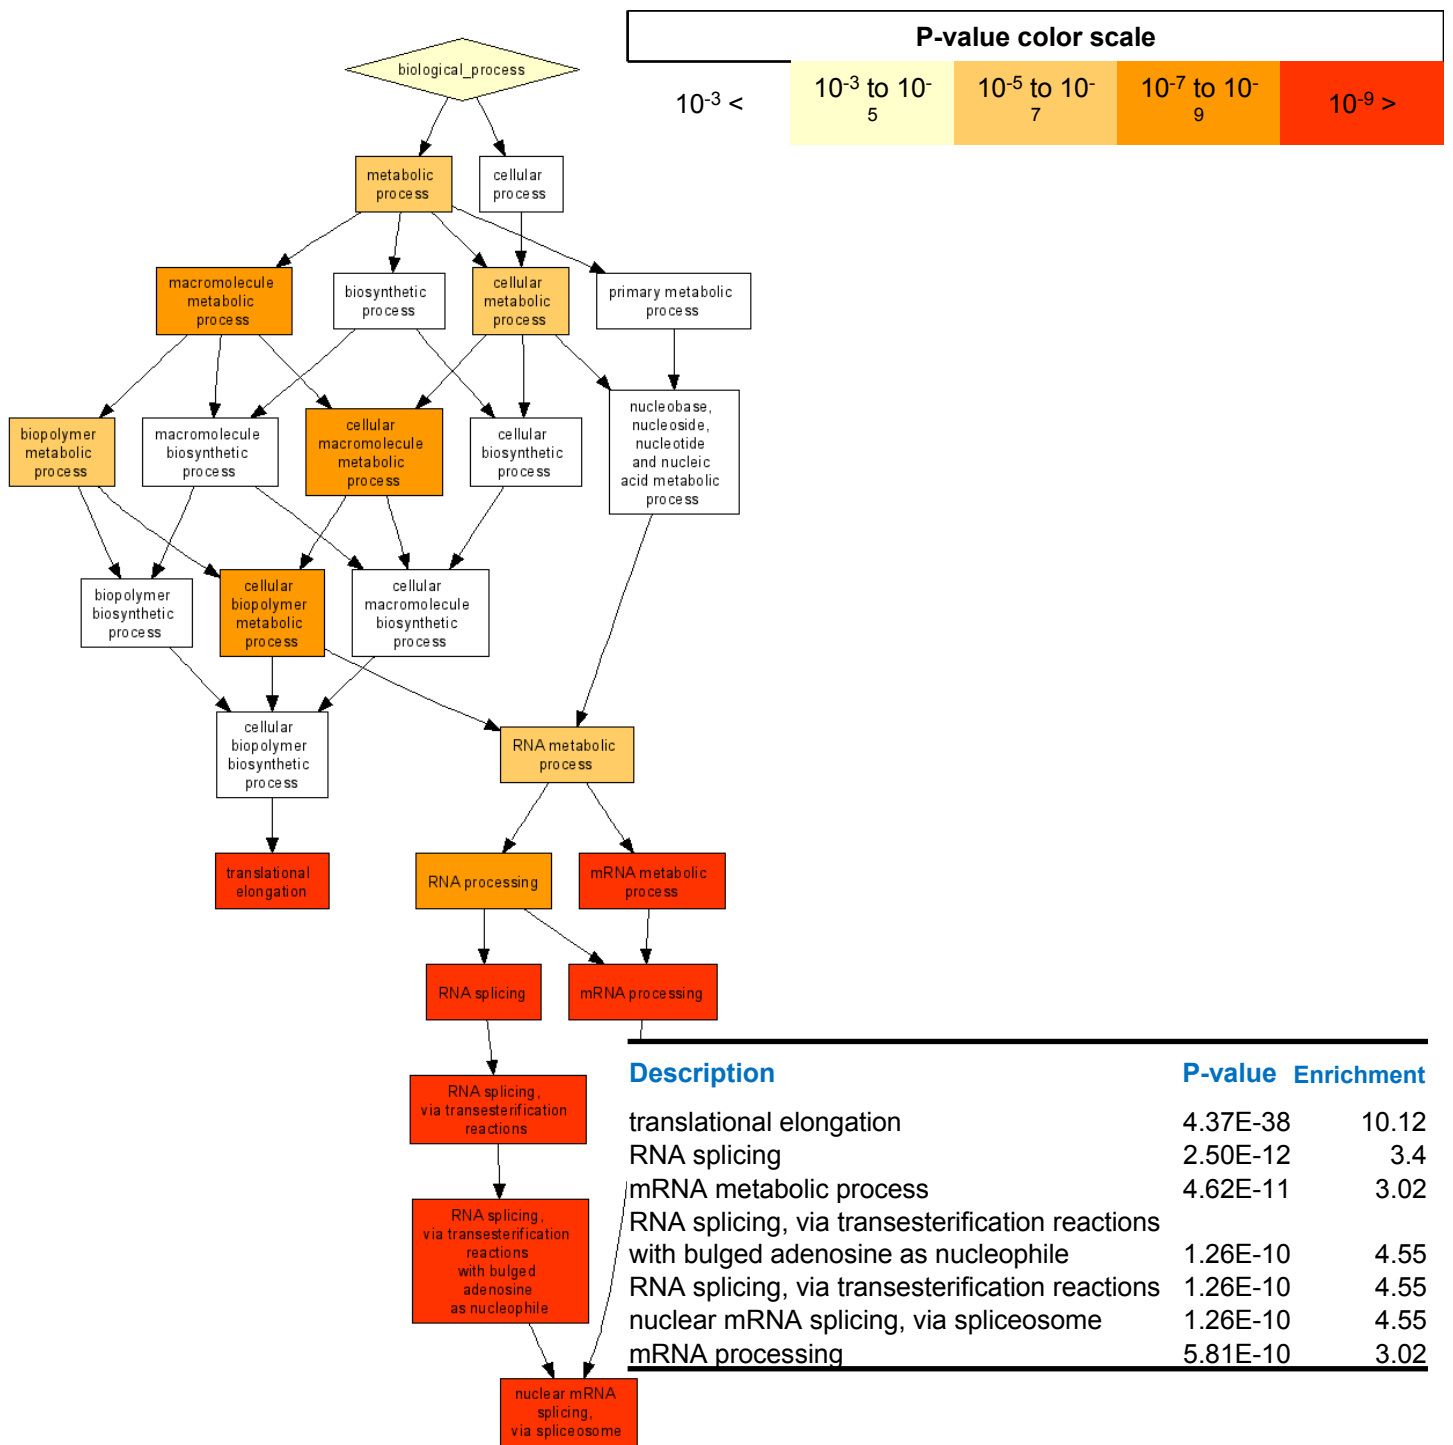 P-value color scale
10⁻³ <
10⁻³ to 10⁻
⁵
10⁻⁵ to 10⁻
⁷
10⁻⁷ to 10⁻
⁹
10⁻⁹ >
biological_process
metabolic
process
cellular
process
macromolecule
metabolic
process
biosynthetic
process
cellular
metabolic
process
primary metabolic
process
biopolymer
metabolic
process
macromolecule
biosynthetic
process
cellular
macromolecule
metabolic
process
cellular
biosynthetic
process
nucleobase,
nucleoside,
nucleotide
and nucleic
acid metabolic
process
biopolymer
biosynthetic
process
cellular
biopolymer
metabolic
process
cellular
macromolecule
biosynthetic
process
cellular
biopolymer
biosynthetic
process
RNA metabolic
process
translational
elongation
RNA processing
mRNA metabolic
process
RNA splicing
mRNA processing
RNA splicing,
via transesterification
reactions
RNA splicing,
via transesterification
reactions
with bulged
adenosine
as nucleophile
nuclear mRNA
splicing,
via spliceosome
Description P-value Enrichment
translational elongation 4.37E-38 10.12
RNA splicing 2.50E-12 3.4
mRNA metabolic process 4.62E-11 3.02
RNA splicing, via transesterification reactions
with bulged adenosine as nucleophile 1.26E-10 4.55
RNA splicing, via transesterification reactions 1.26E-10 4.55
nuclear mRNA splicing, via spliceosome 1.26E-10 4.55
mRNA processing 5.81E-10 3.02